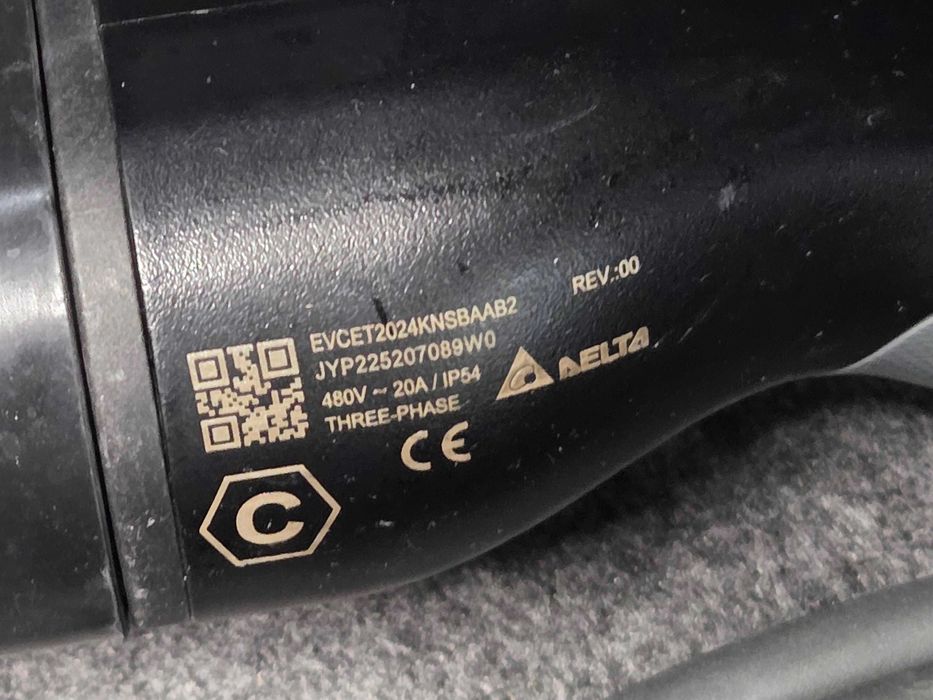 REV.:00
EVCET2024KNSBAAB2
JYP225207089W0
480V ~ 20A / IP54
THREE-PHASE
DELTA
CE
C